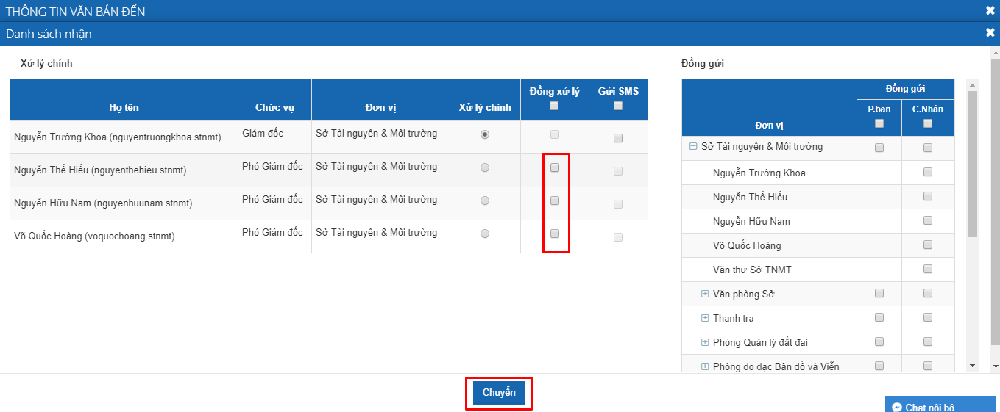 THÔNG TIN VĂN BẢN ĐẾN
Danh sách nhận
Xử lý chính
Họ tên Chức vụ Đơn vị Xử lý chính Đồng xử lý Gửi SMS
Nguyễn Trường Khoa (nguyentruongkhoa.stnmt) Giám đốc Sở Tài nguyên & Môi trường
Nguyễn Thế Hiếu (nguyenthehieu.stnmt) Phó Giám đốc Sở Tài nguyên & Môi trường
Nguyễn Hữu Nam (nguyenhuunam.stnmt) Phó Giám đốc Sở Tài nguyên & Môi trường
Võ Quốc Hoàng (voquochoang.stnmt) Phó Giám đốc Sở Tài nguyên & Môi trường
Đồng gửi
Đơn vị Đồng gửi
P.ban C.Nhân
Sở Tài nguyên & Môi trường
Nguyễn Trường Khoa
Nguyễn Thế Hiếu
Nguyễn Hữu Nam
Võ Quốc Hoàng
Văn thư Sở TNMT
Văn phòng Sở
Thanh tra
Phòng Quản lý đất đai
Phòng đo đạc Bản đồ và Viễn
Chuyển
Chat nội bộ